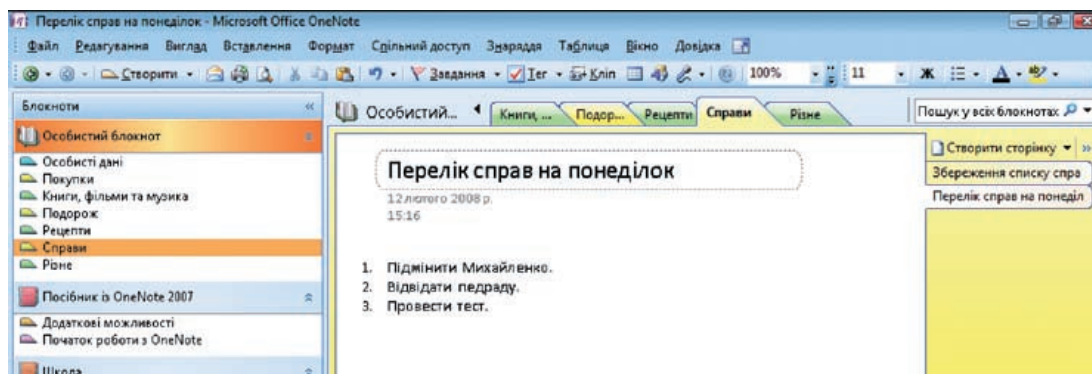 Перелік справ на понеділок - Microsoft Office OneNote
Файл Редагування Вигляд Вставлення Формат Спільний доступ Знаряддя Таблиця Вікно Довідка
Створити Завдання Тег Кліп 100% 11 Ж
Блокноти
Особистий блокнот
Особисті дані
Покупки
Книги, фільми та музика
Подорож
Рецепти
Справи
Різне
Посібник із OneNote 2007
Додаткові можливості
Початок роботи з OneNote
Школа
Особистий... Книги, ... Подор... Рецепти Справи Різне
Перелік справ на понеділок
12 лютого 2008 р.
15:16
1. Підмінити Михайленко.
2. Відвідати педраду.
3. Провести тест.
Пошук у всіх блокнотах
Створити сторінку
Збереження списку спра
Перелік справ на понеділ